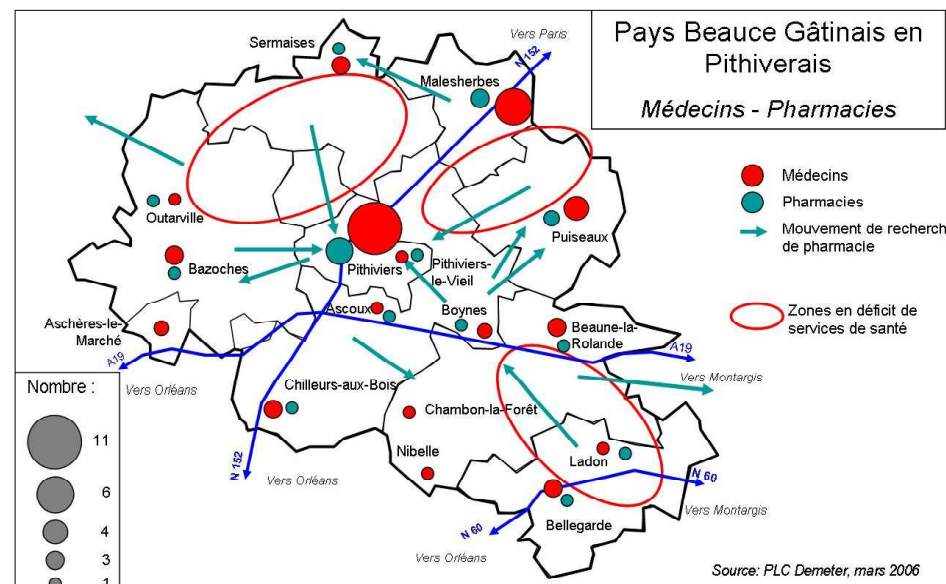 Pays Beauce Gâtinais en
Pithiverais
Médecins - Pharmacies
Médecins
Pharmacies
Mouvement de recherch
de pharmacie
Zones en déficit de
services de santé
Sermaises
Vers Paris
N 152
Malesherbes
Outarville
Puiseaux
Bazoches
Pithiviers
Pithiviers-
le-Vieil
Ascoux
Boynes
Aschères-le-
Marché
Beaune-la-
Rolande
A19
A19
Vers Orléans
Vers Montargis
Chilleurs-aux-Bois
Chambon-la-Forêt
Nibelle
Ladon
N 152
Vers Orléans
N 60
Vers Montargis
Bellegarde
N 60
Vers Orléans
Nombre :
11
6
4
3
1
Source: PLC Demeter, mars 2006